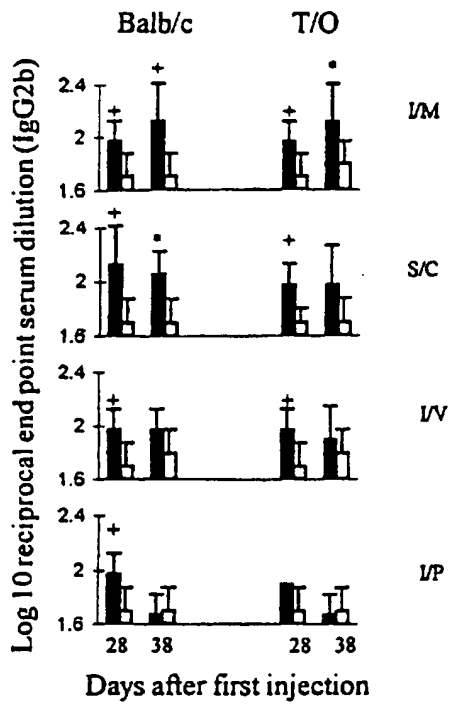 Balb/c T/O
Log 10 reciprocal end point serum dilution (IgG2b)
+ + + *
2.4
2
1.6
I/M
+ * +
2.4
2
1.6
S/C
+ +
2.4
2
1.6
I/V
+
2.4
2
1.6
I/P
28 38 28 38
Days after first injection